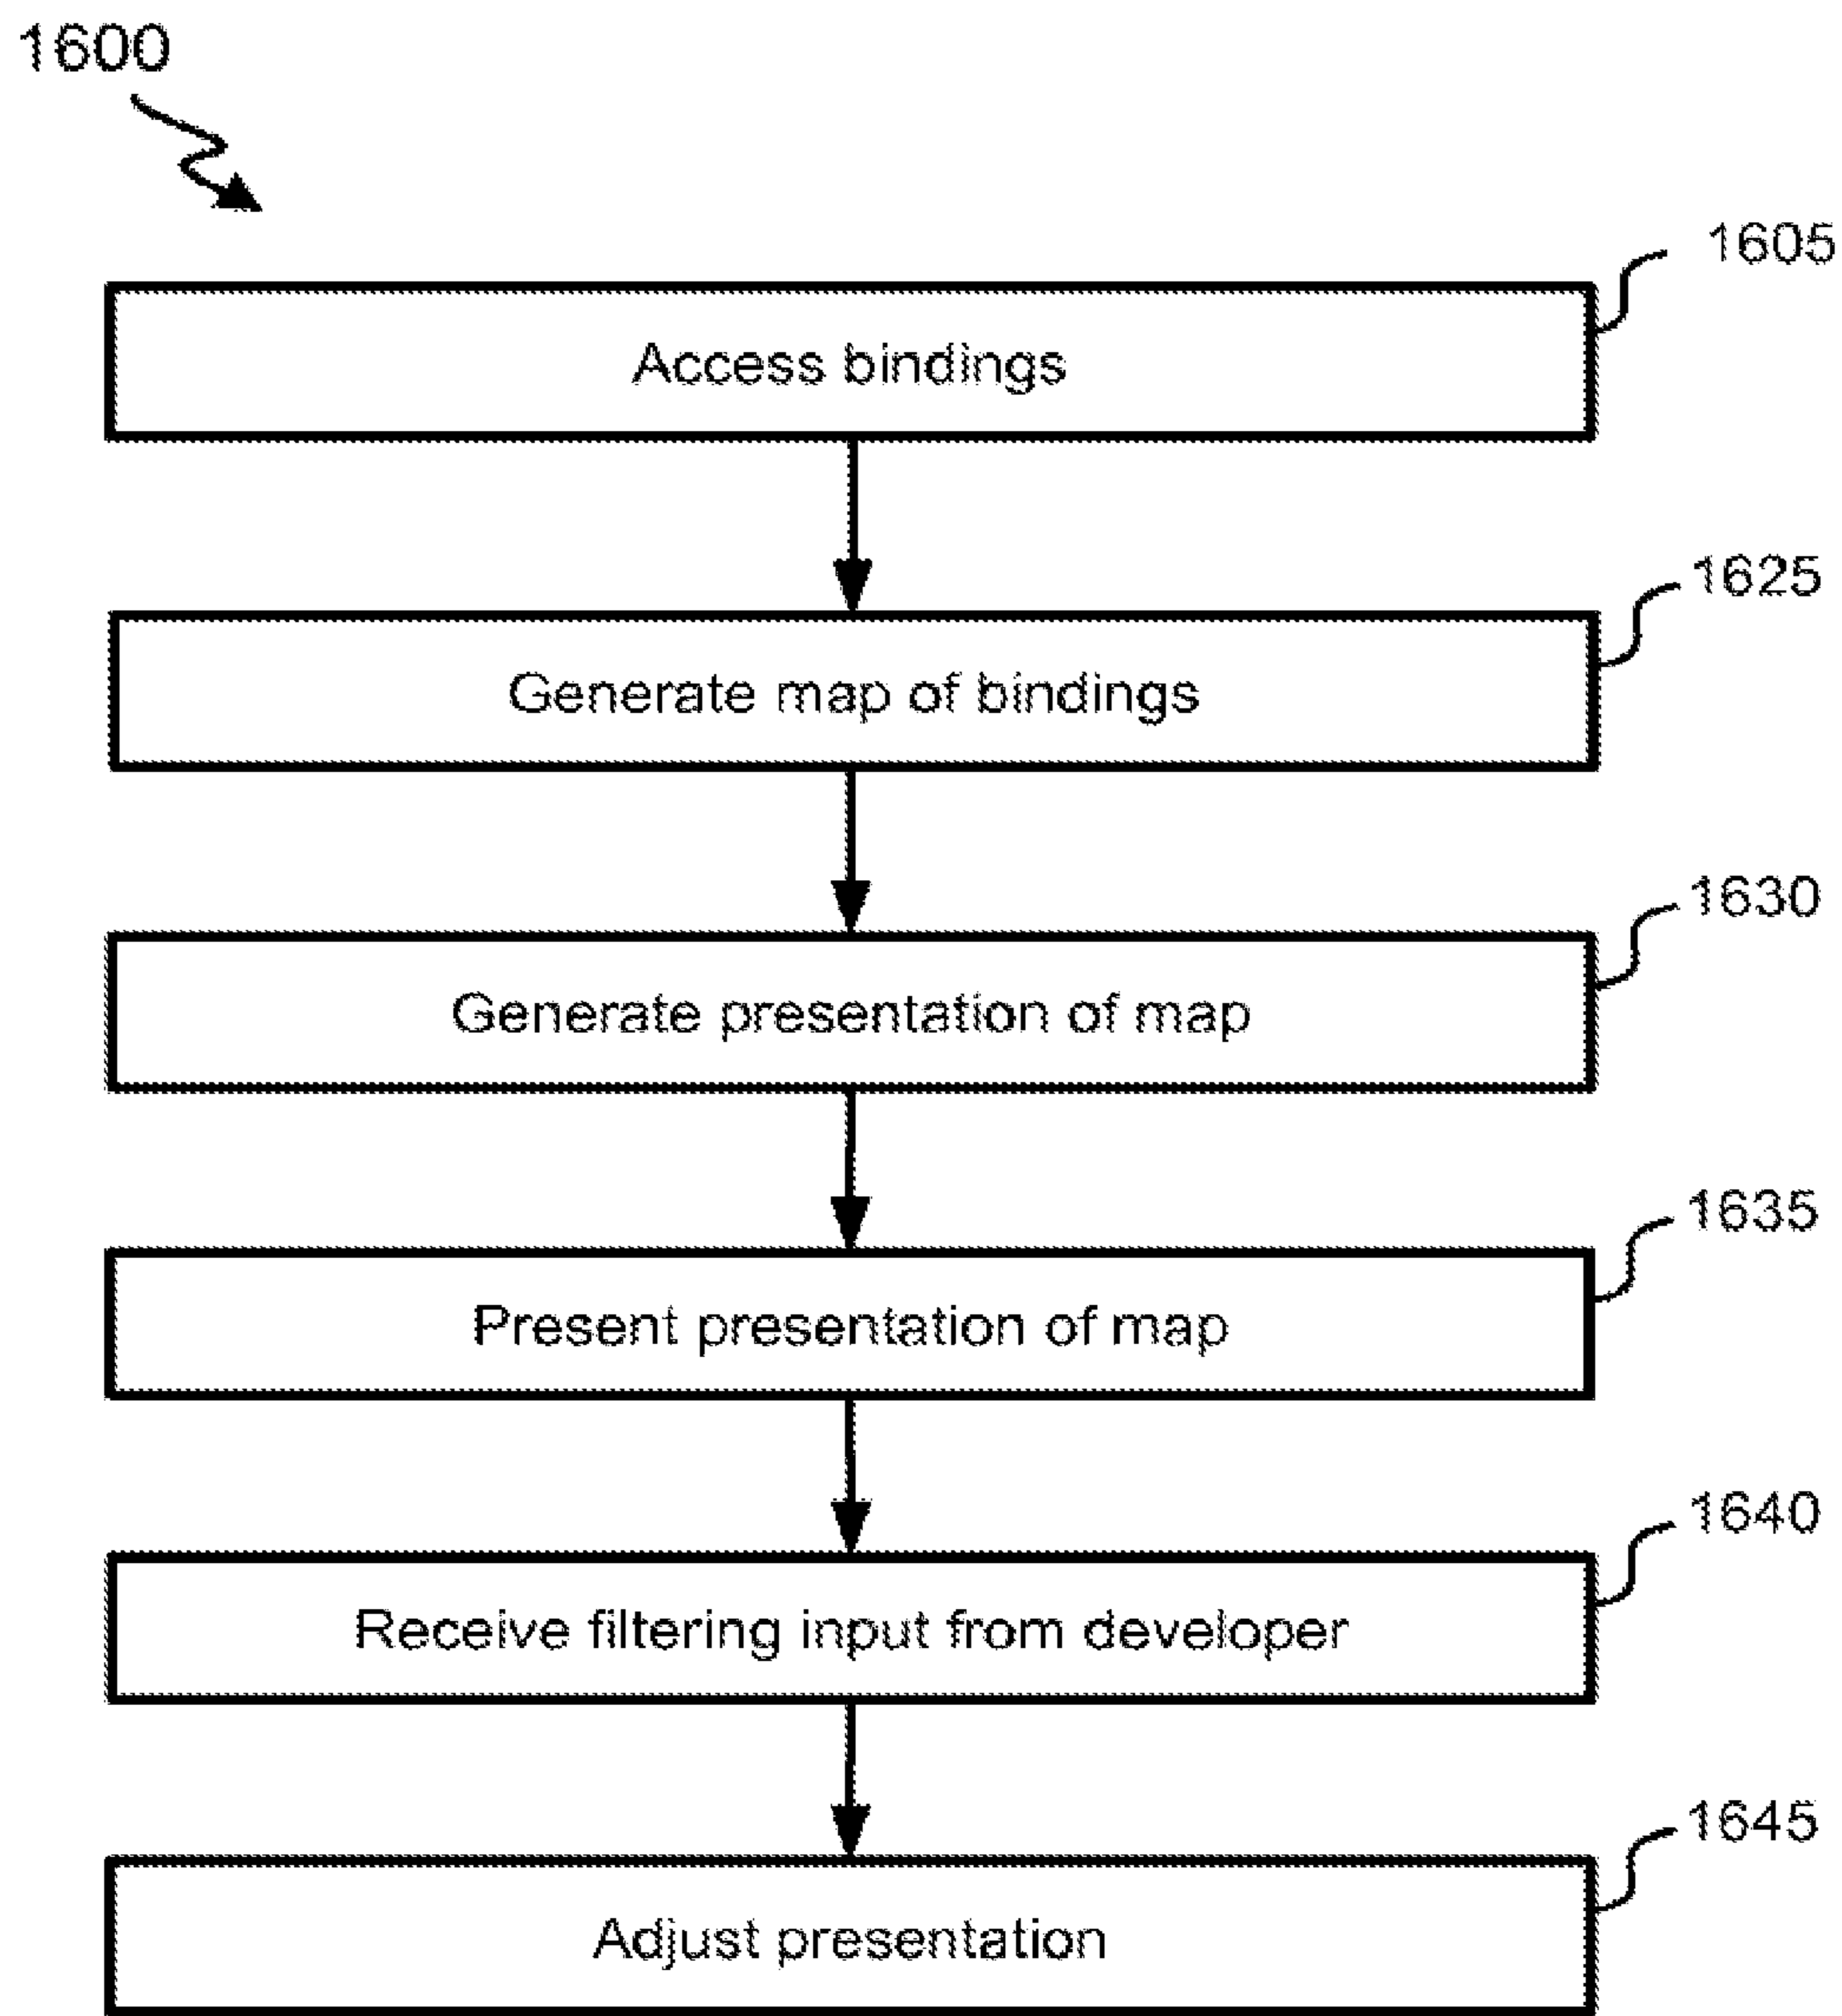 1600
1605
Access bindings
1625
Generate map of bindings
1630
Generate presentation of map
1635
Present presentation of map
1640
Receive filtering input from developer
1645
Adjust presentation